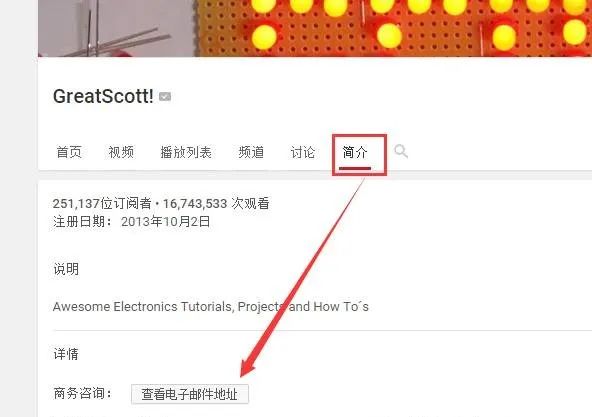 GreatScott!
首页 视频 播放列表 频道 讨论 简介
251,137位订阅者 • 16,743,533 次观看
注册日期： 2013年10月2日
说明
Awesome Electronics Tutorials, Projects and How To´s
详情
商务咨询： 查看电子邮件地址